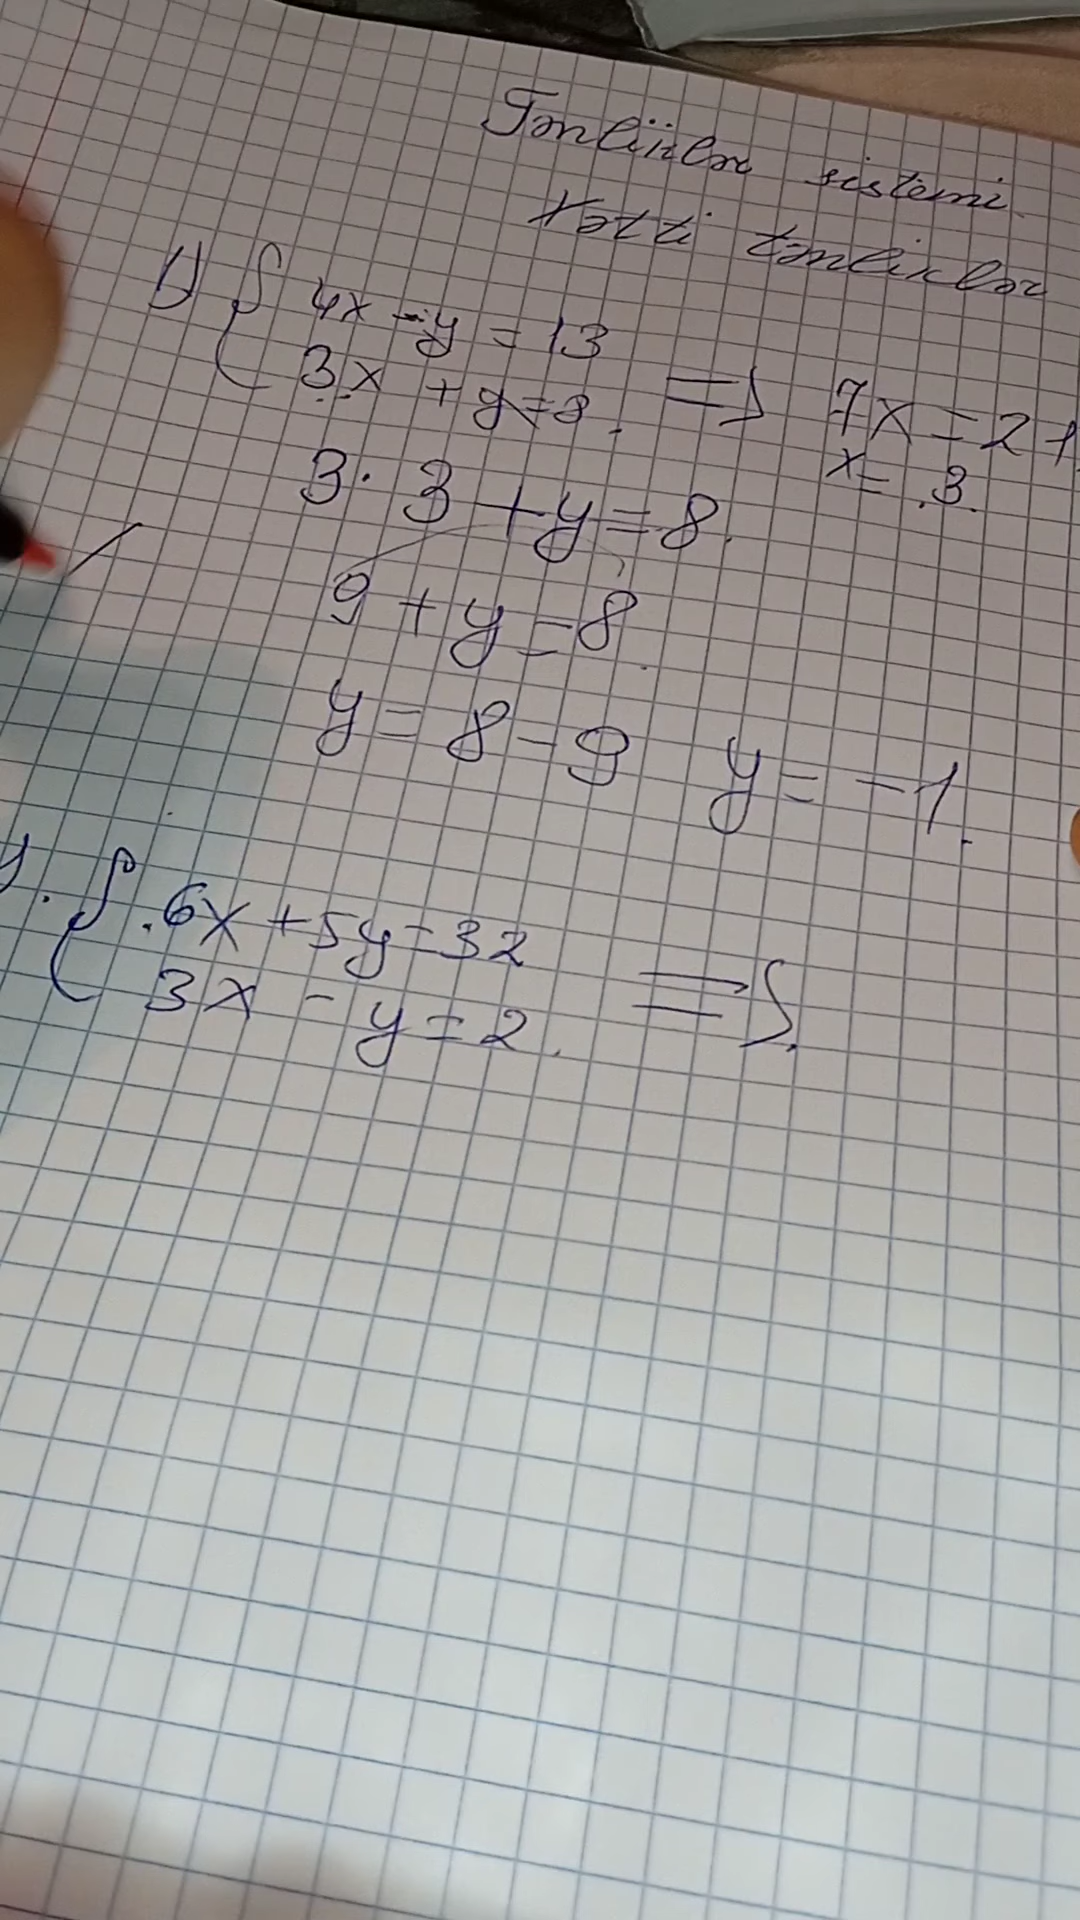 Tənliklər sistemi
Xətti tənliklər
1) { 4x - y = 13
3x + y = 8. => 7x = 21
x = 3.
3 · 3 + y = 8.
9 + y = 8.
y = 8 - 9 y = -1.
{ 6x + 5y = 32
3x - y = 2. => {